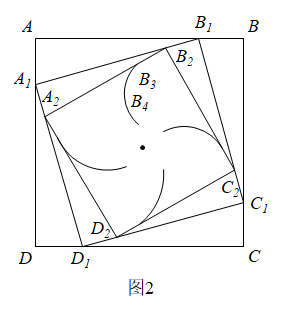 A B₁ B
A₁ B₂
A₂ B₃
B₄
C₂
C₁
D₂
D D₁ C
图2